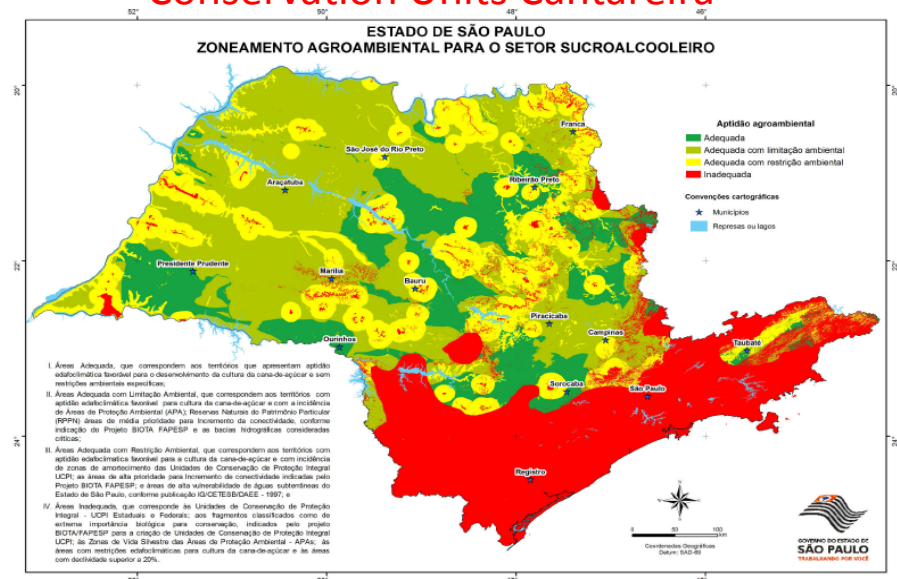 Conservation Units Cantareira
52° 50° 48° 46°
ESTADO DE SÃO PAULO
ZONEAMENTO AGROAMBIENTAL PARA O SETOR SUCROALCOOLEIRO
20° 20°
Franca
São José do Rio Preto
Ribeirão Preto
Araçatuba
Aptidão agroambiental
Adequada
Adequada com limitação ambiental
Adequada com restrição ambiental
Inadequada
Convenções cartográficas
Municípios
Represas ou lagos
22° 22°
Presidente Prudente
Marília
Bauru
Piracicaba
Campinas
Ourinhos
Taubaté
Sorocaba
São Paulo
Registro
24° 24°
I. Áreas Adequada, que correspondem aos territórios que apresentam aptidão
edafoclimática favorável para o desenvolvimento da cultura da cana-de-açúcar e sem
restrições ambientais específicas;
II. Áreas Adequada com Limitação Ambiental, que correspondem aos territórios com
aptidão edafoclimática favorável para cultura da cana-de-açúcar e com a incidência
de Áreas de Proteção Ambiental (APA); Reservas Naturais do Patrimônio Particular
(RPPN) áreas de média prioridade para Incremento da conectividade, conforme
indicação do Projeto BIOTA FAPESP e as bacias hidrográficas consideradas
críticas;
III. Áreas Adequada com Restrição Ambiental, que correspondem aos territórios com
aptidão edafoclimática favorável para a cultura da cana-de-açúcar e com incidência
de zonas de amortecimento das Unidades de Conservação de Proteção Integral
UCPI; as áreas de alta prioridade para Incremento de conectividade indicadas pelo
Projeto BIOTA FAPESP; e áreas de alta vulnerabilidade de águas subterrâneas do
Estado de São Paulo, conforme publicação IG/CETESB/DAEE - 1997; e
IV. Áreas Inadequada, que corresponde às Unidades de Conservação de Proteção
Integral - UCPI Estaduais e Federais; aos fragmentos classificados como de
extrema importância biológica para conservação, indicados pelo projeto
BIOTA/FAPESP para a criação de Unidades de Conservação de Proteção Integral
UCPI; às Zonas de Vida Silvestre das Áreas de Proteção Ambiental - APAs; às
áreas com restrições edafoclimáticas para cultura da cana-de-açúcar e às áreas
com declividade superior a 20%.
0 50 100
km
Coordenadas Geográficas
Datum: SAD-69
GOVERNO DO ESTADO DE
SÃO PAULO
TRABALHANDO POR VOCÊ